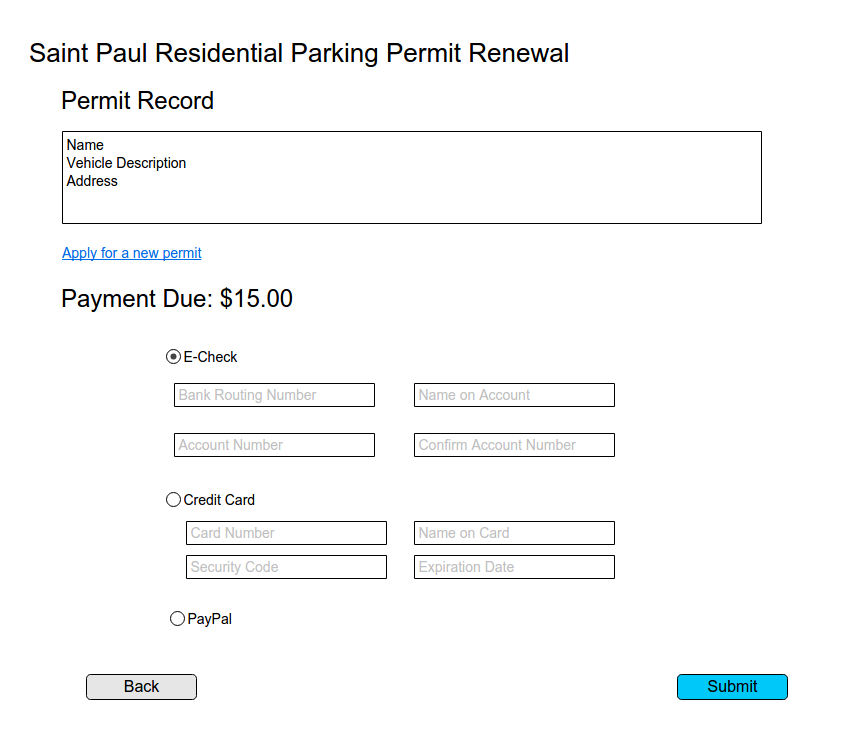 Saint Paul Residential Parking Permit Renewal
Permit Record
Name
Vehicle Description
Address
Apply for a new permit
Payment Due: $15.00
E-Check
Bank Routing Number
Name on Account
Account Number
Confirm Account Number
Credit Card
Card Number
Name on Card
Security Code
Expiration Date
PayPal
Back
Submit